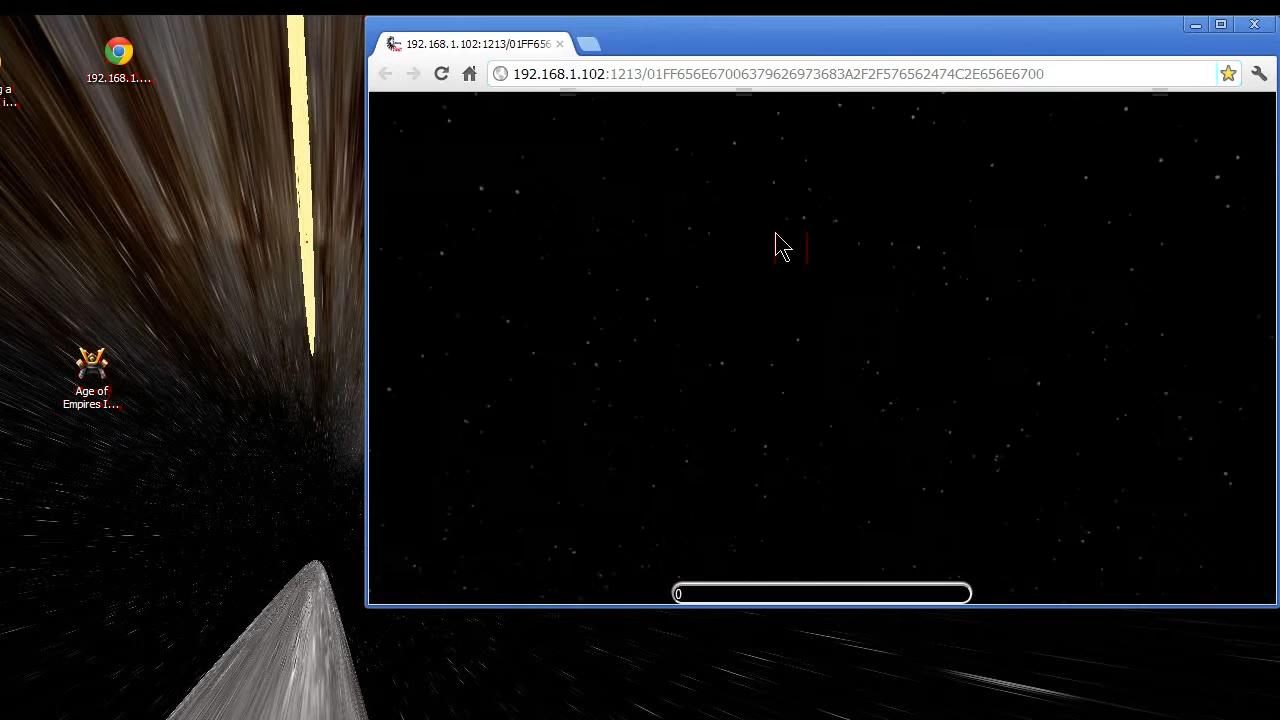 192.168.1.102:1213/01FF656
192.168.1.102:1213/01FF656E67006379626973683A2F2F576562474C2E656E6700
192.168.1....
g a
i...
Age of
Empires I...
0